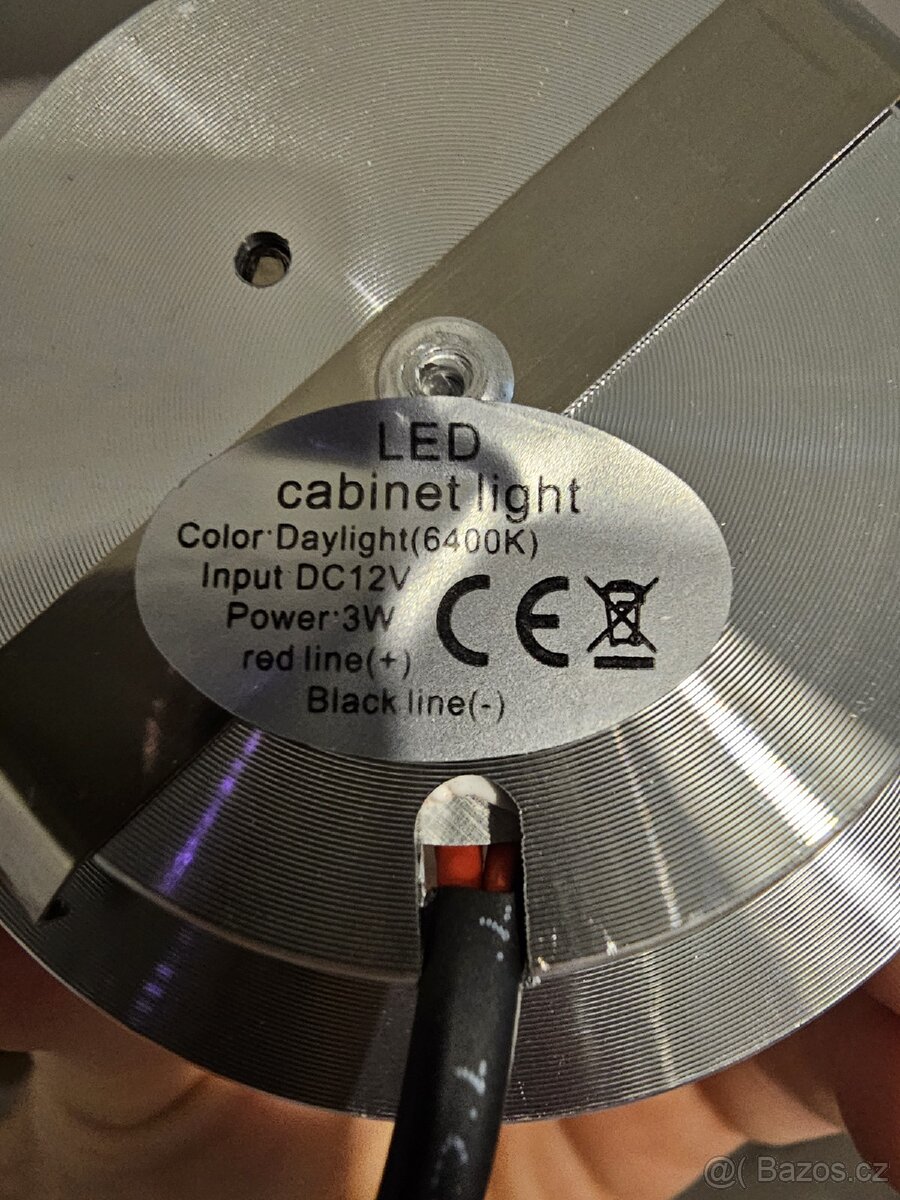 LED
cabinet light
Color:Daylight(6400K)
Input DC12V
Power:3W
red line(+)
Black line(-)
CE
@( Bazos.cz